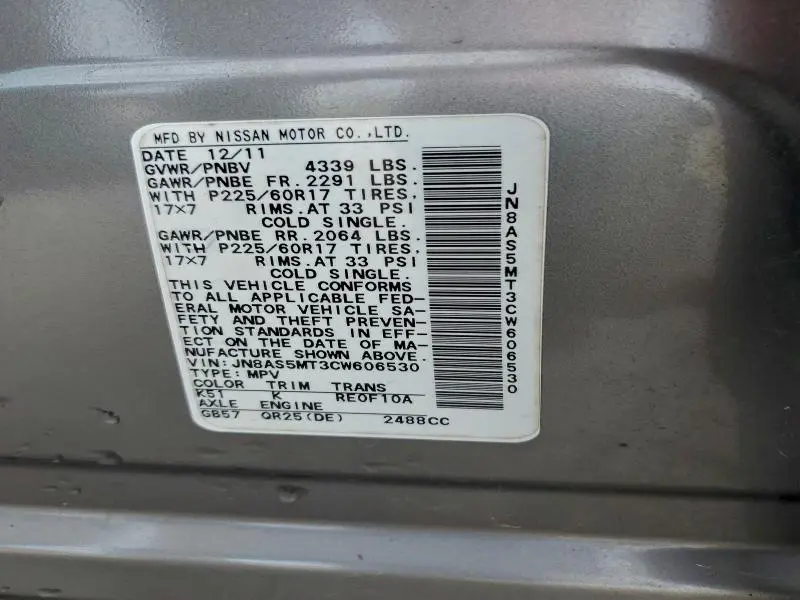 MFD BY NISSAN MOTOR CO.,LTD.
DATE 12/11
GVWR/PNBV 4339 LBS.
GAWR/PNBE FR. 2291 LBS.
WITH P225/60R17 TIRES,
17×7 RIMS.AT 33 PSI
COLD SINGLE.
GAWR/PNBE RR. 2064 LBS.
WITH P225/60R17 TIRES,
17×7 RIMS.AT 33 PSI
COLD SINGLE.
THIS VEHICLE CONFORMS
TO ALL APPLICABLE FED-
ERAL MOTOR VEHICLE SA-
FETY AND THEFT PREVEN-
TION STANDARDS IN EFF-
ECT ON THE DATE OF MA-
NUFACTURE SHOWN ABOVE.
VIN: JN8AS5MT3CW606530
TYPE: MPV
COLOR TRIM TRANS
K51 K RE0F10A
AXLE ENGINE
GB57 QR25(DE) 2488CC
JN8AS5MT3CW606530